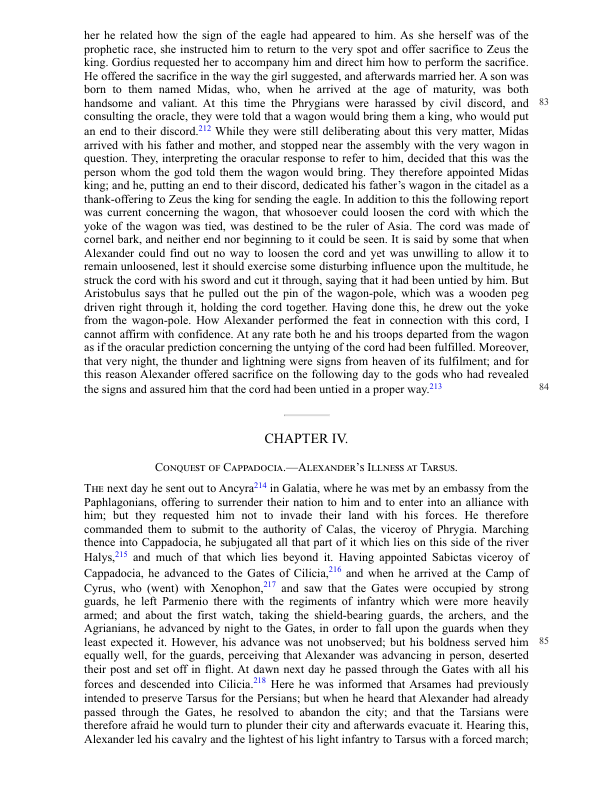 her he related how the sign of the eagle had appeared to him. As she herself was of the
prophetic race, she instructed him to return to the very spot and offer sacrifice to Zeus the
king. Gordius requested her to accompany him and direct him how to perform the sacrifice.
He offered the sacrifice in the way the girl suggested, and afterwards married her. A son was
born to them named Midas, who, when he arrived at the age of maturity, was both
handsome and valiant. At this time the Phrygians were harassed by civil discord, and 83
consulting the oracle, they were told that a wagon would bring them a king, who would put
an end to their discord.212 While they were still deliberating about this very matter, Midas
arrived with his father and mother, and stopped near the assembly with the very wagon in
question. They, interpreting the oracular response to refer to him, decided that this was the
person whom the god told them the wagon would bring. They therefore appointed Midas
king; and he, putting an end to their discord, dedicated his father’s wagon in the citadel as a
thank-offering to Zeus the king for sending the eagle. In addition to this the following report
was current concerning the wagon, that whosoever could loosen the cord with which the
yoke of the wagon was tied, was destined to be the ruler of Asia. The cord was made of
cornel bark, and neither end nor beginning to it could be seen. It is said by some that when
Alexander could find out no way to loosen the cord and yet was unwilling to allow it to
remain unloosened, lest it should exercise some disturbing influence upon the multitude, he
struck the cord with his sword and cut it through, saying that it had been untied by him. But
Aristobulus says that he pulled out the pin of the wagon-pole, which was a wooden peg
driven right through it, holding the cord together. Having done this, he drew out the yoke
from the wagon-pole. How Alexander performed the feat in connection with this cord, I
cannot affirm with confidence. At any rate both he and his troops departed from the wagon
as if the oracular prediction concerning the untying of the cord had been fulfilled. Moreover,
that very night, the thunder and lightning were signs from heaven of its fulfilment; and for
this reason Alexander offered sacrifice on the following day to the gods who had revealed
the signs and assured him that the cord had been untied in a proper way.213 84
CHAPTER IV.
Conquest of Cappadocia.—Alexander’s Illness at Tarsus.
The next day he sent out to Ancyra214 in Galatia, where he was met by an embassy from the
Paphlagonians, offering to surrender their nation to him and to enter into an alliance with
him; but they requested him not to invade their land with his forces. He therefore
commanded them to submit to the authority of Calas, the viceroy of Phrygia. Marching
thence into Cappadocia, he subjugated all that part of it which lies on this side of the river
Halys,215 and much of that which lies beyond it. Having appointed Sabictas viceroy of
Cappadocia, he advanced to the Gates of Cilicia,216 and when he arrived at the Camp of
Cyrus, who (went) with Xenophon,217 and saw that the Gates were occupied by strong
guards, he left Parmenio there with the regiments of infantry which were more heavily
armed; and about the first watch, taking the shield-bearing guards, the archers, and the
Agrianians, he advanced by night to the Gates, in order to fall upon the guards when they
least expected it. However, his advance was not unobserved; but his boldness served him 85
equally well, for the guards, perceiving that Alexander was advancing in person, deserted
their post and set off in flight. At dawn next day he passed through the Gates with all his
forces and descended into Cilicia.218 Here he was informed that Arsames had previously
intended to preserve Tarsus for the Persians; but when he heard that Alexander had already
passed through the Gates, he resolved to abandon the city; and that the Tarsians were
therefore afraid he would turn to plunder their city and afterwards evacuate it. Hearing this,
Alexander led his cavalry and the lightest of his light infantry to Tarsus with a forced march;